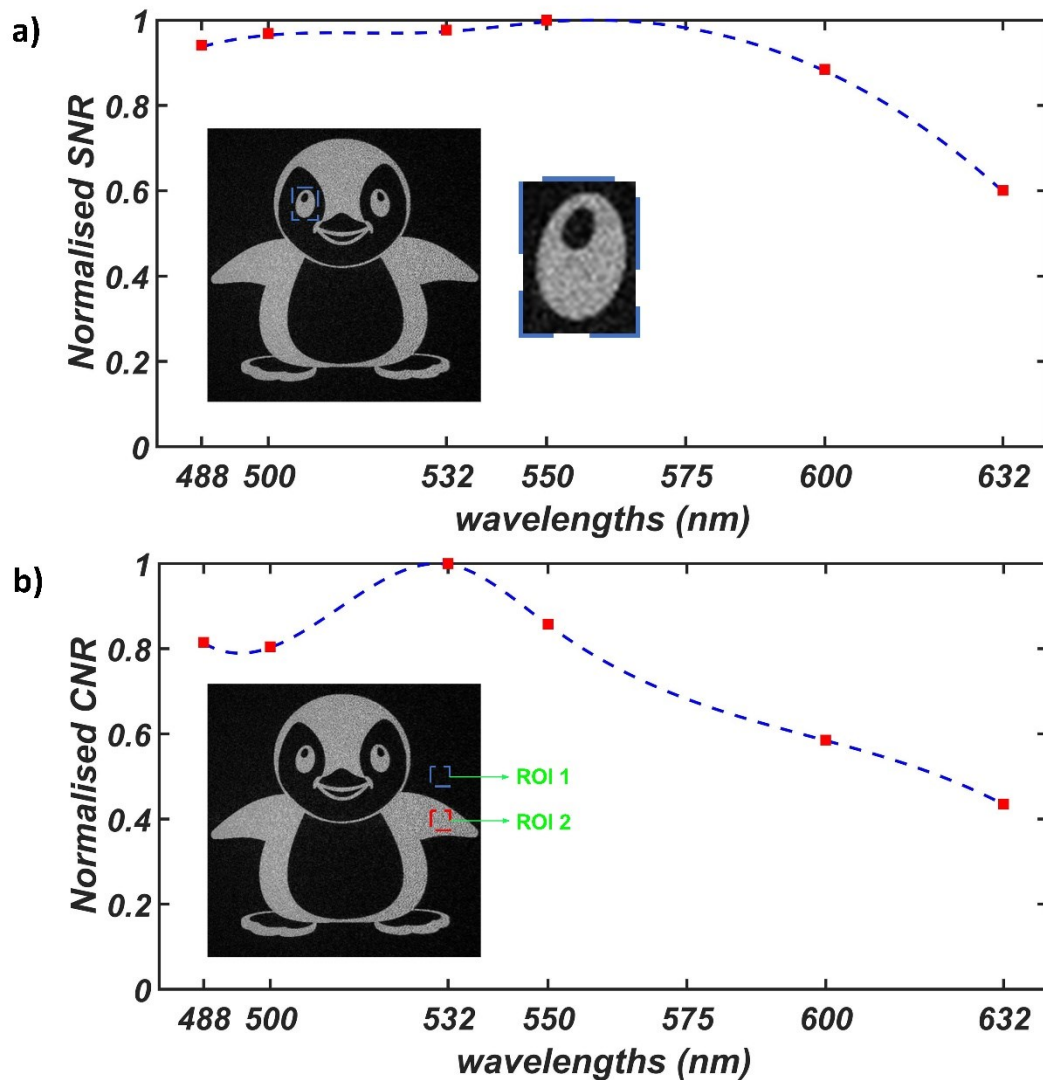 a)
1
0.8
0.6
0.4
0.2
0
Normalised SNR
488 500 532 550 575 600 632
wavelengths (nm)
b)
1
0.8
0.6
0.4
0.2
0
Normalised CNR
ROI 1
ROI 2
488 500 532 550 575 600 632
wavelengths (nm)